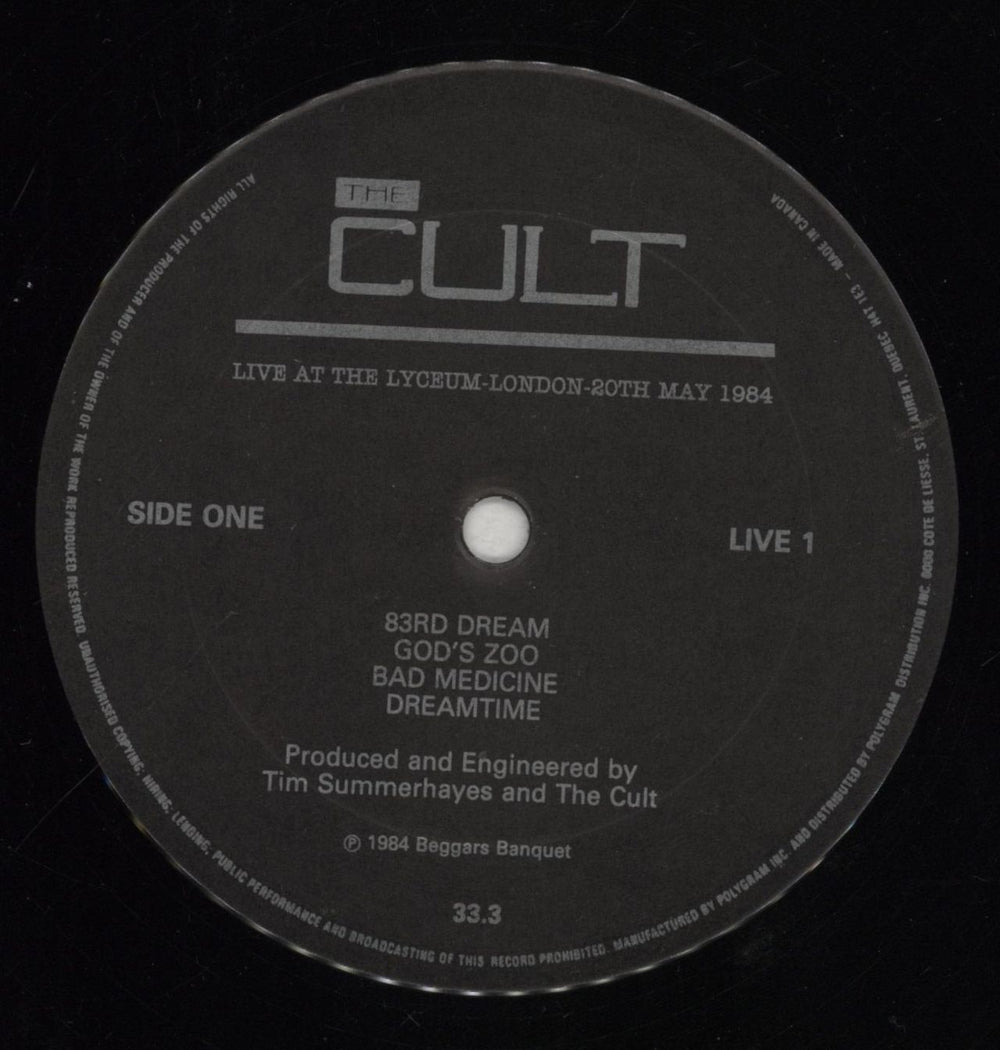 THE
CULT
LIVE AT THE LYCEUM-LONDON-20TH MAY 1984
SIDE ONE
LIVE 1
83RD DREAM
GOD'S ZOO
BAD MEDICINE
DREAMTIME
Produced and Engineered by
Tim Summerhayes and The Cult
℗ 1984 Beggars Banquet
33.3
ALL RIGHTS OF THE PRODUCER AND OF THE OWNER OF THE WORK REPRODUCED RESERVED. UNAUTHORISED COPYING, HIRING, LENDING, PUBLIC PERFORMANCE AND BROADCASTING OF THIS RECORD PROHIBITED. MANUFACTURED BY POLYGRAM INC. AND DISTRIBUTED BY POLYGRAM DISTRIBUTION INC. 6000 COTE DE LIESSE, ST. LAURENT, QUEBEC H4T 1E3 – MADE IN CANADA